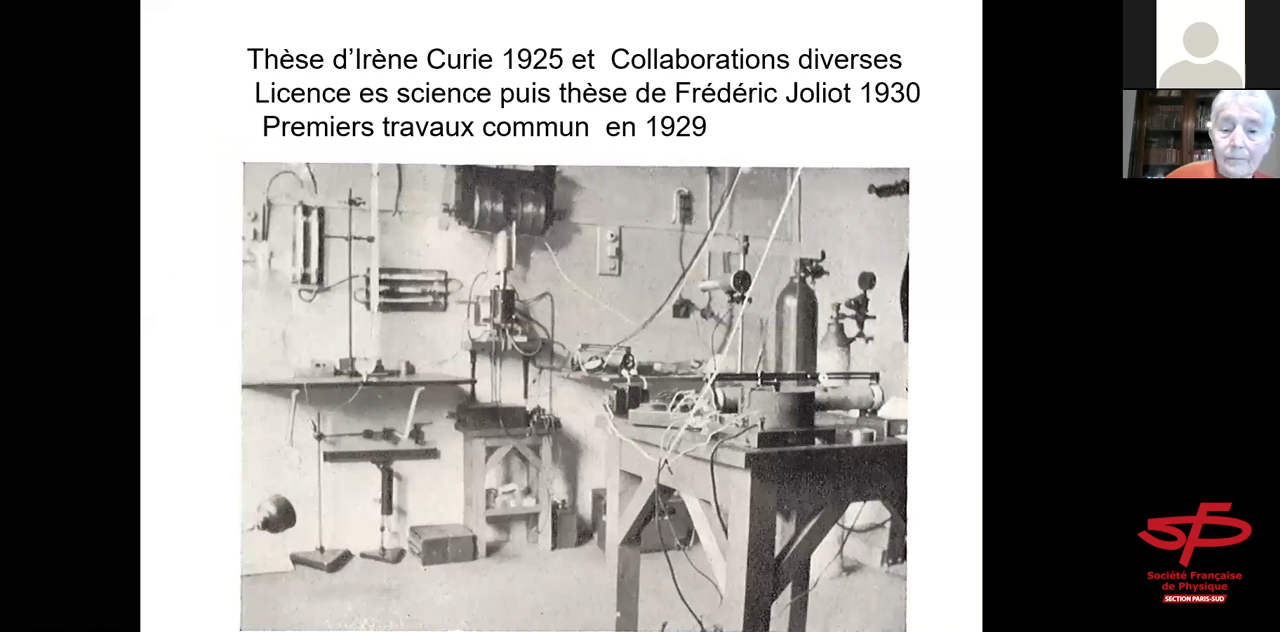 Thèse d'Irène Curie 1925 et  Collaborations diverses
Licence es science puis thèse de Frédéric Joliot 1930
Premiers travaux commun  en 1929
SFP
Société Française
de Physique
SECTION PARIS-SUD